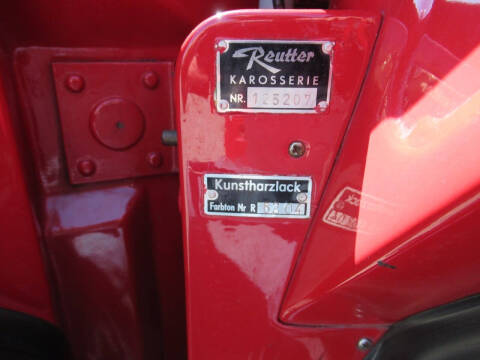 Reutter
KAROSSERIE
NR. 125207
Kunstharzlack
Farbton Nr R